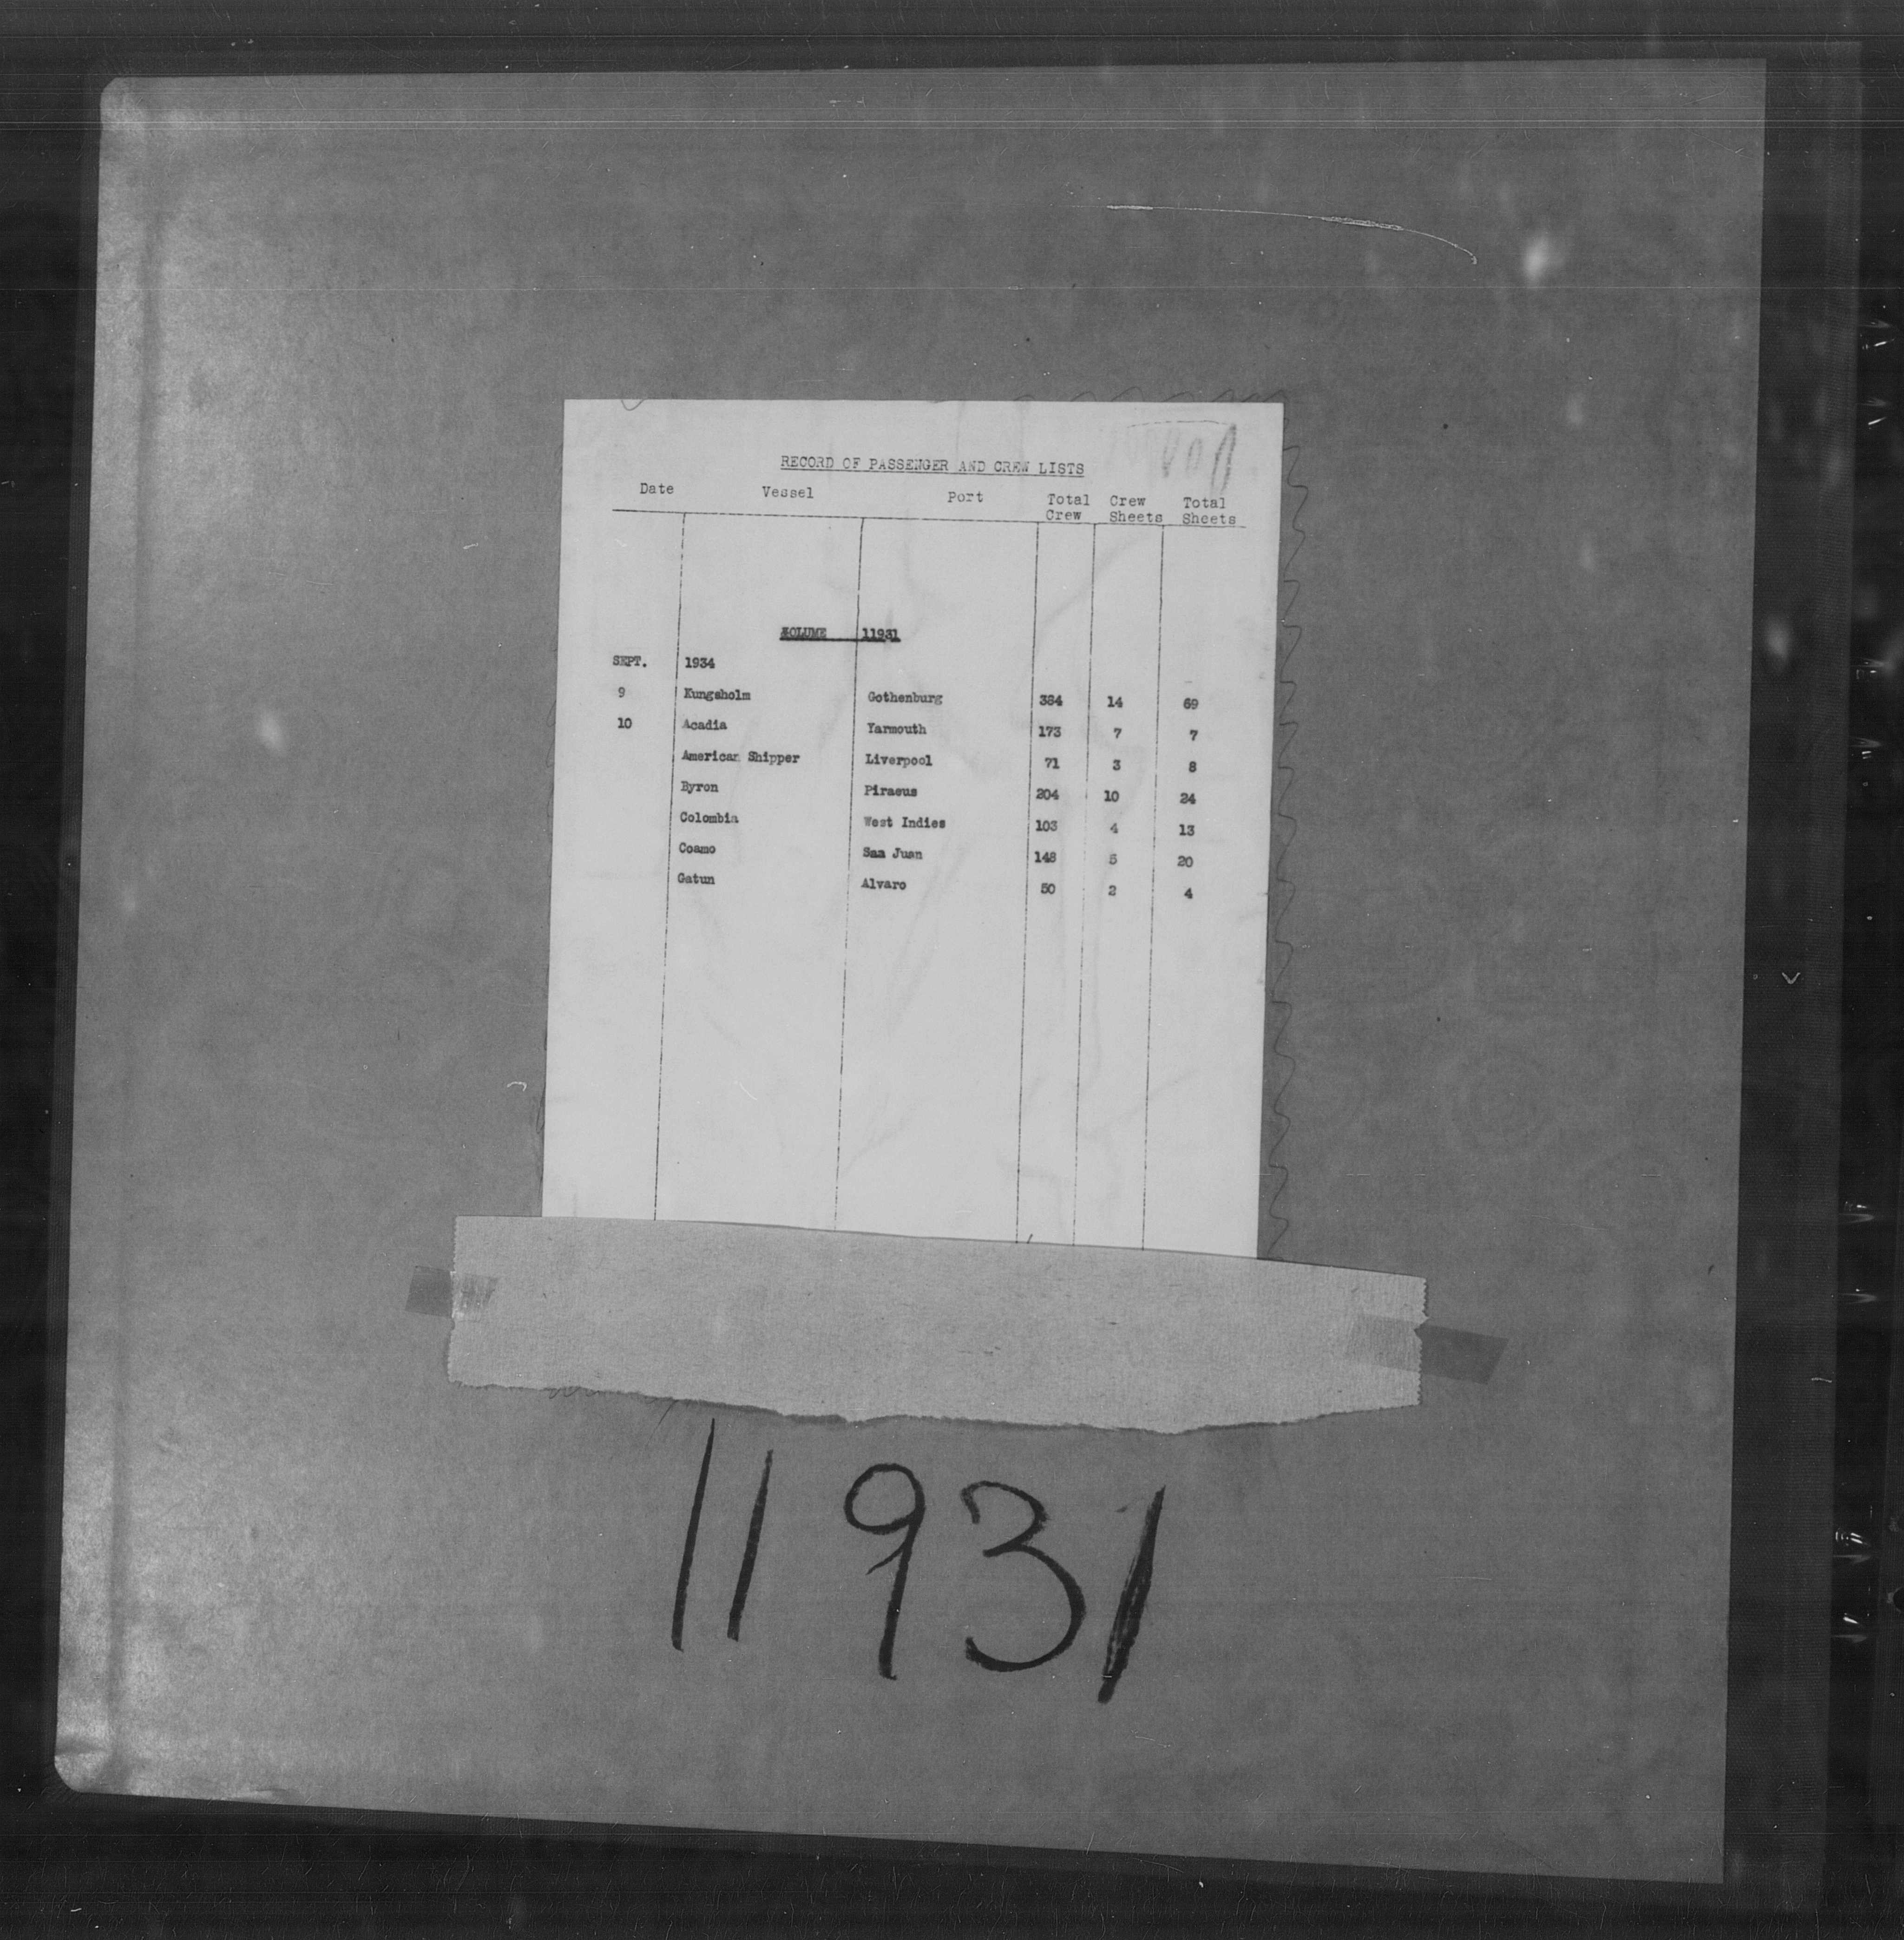 RECORD OF PASSENGER AND CREW LISTS
Date Vessel Port Total Crew Crew Sheets Total Sheets
VOLUME 11931
SEPT. 1934
9 Kungsholm Gothenburg 384 14 69
10 Acadia Yarmouth 173 7 7
American Shipper Liverpool 71 3 8
Byron Piraeus 204 10 24
Colombia West Indies 103 4 13
Coamo San Juan 148 5 20
Gatun Alvaro 50 2 4
11931